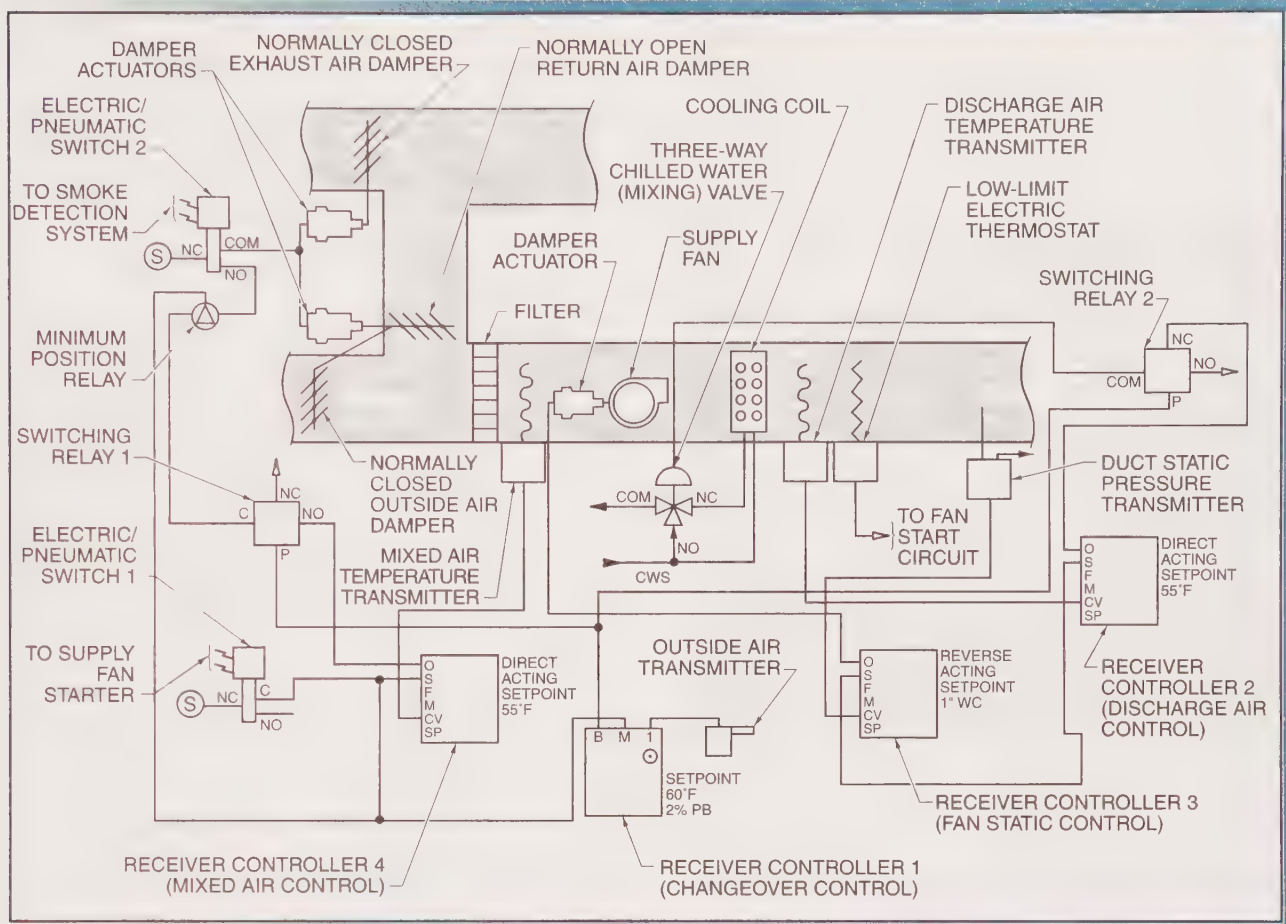 DAMPER
ACTUATORS
NORMALLY CLOSED
EXHAUST AIR DAMPER
NORMALLY OPEN
RETURN AIR DAMPER
ELECTRIC/
PNEUMATIC
SWITCH 2
COOLING COIL
DISCHARGE AIR
TEMPERATURE
TRANSMITTER
THREE-WAY
CHILLED WATER
(MIXING) VALVE
TO SMOKE
DETECTION
SYSTEM
LOW-LIMIT
ELECTRIC
THERMOSTAT
S
NC
COM
NO
DAMPER
ACTUATOR
SUPPLY
FAN
SWITCHING
RELAY 2
FILTER
MINIMUM
POSITION
RELAY
NC
NO
COM
P
SWITCHING
RELAY 1
NC
C
NO
P
NORMALLY
CLOSED
OUTSIDE AIR
DAMPER
COM
NC
NO
CWS
DUCT STATIC
PRESSURE
TRANSMITTER
TO FAN
START
CIRCUIT
ELECTRIC/
PNEUMATIC
SWITCH 1
MIXED AIR
TEMPERATURE
TRANSMITTER
O
S
F
M
CV
SP
DIRECT
ACTING
SETPOINT
55°F
TO SUPPLY
FAN
STARTER
S
NC
C
NO
O
S
F
M
CV
SP
DIRECT
ACTING
SETPOINT
55°F
OUTSIDE AIR
TRANSMITTER
O
S
F
M
CV
SP
REVERSE
ACTING
SETPOINT
1" WC
RECEIVER
CONTROLLER 2
(DISCHARGE AIR
CONTROL)
B M 1
SETPOINT
60°F
2% PB
RECEIVER CONTROLLER 3
(FAN STATIC CONTROL)
RECEIVER CONTROLLER 4
(MIXED AIR CONTROL)
RECEIVER CONTROLLER 1
(CHANGEOVER CONTROL)